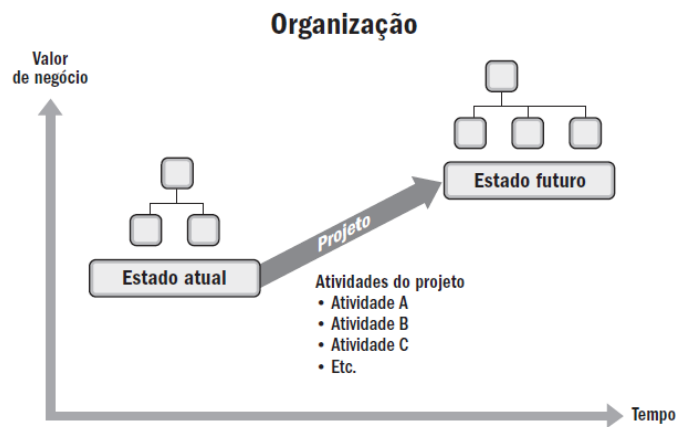 Organização
Valor
de negócio
Estado futuro
Projeto
Estado atual
Atividades do projeto
• Atividade A
• Atividade B
• Atividade C
• Etc.
Tempo